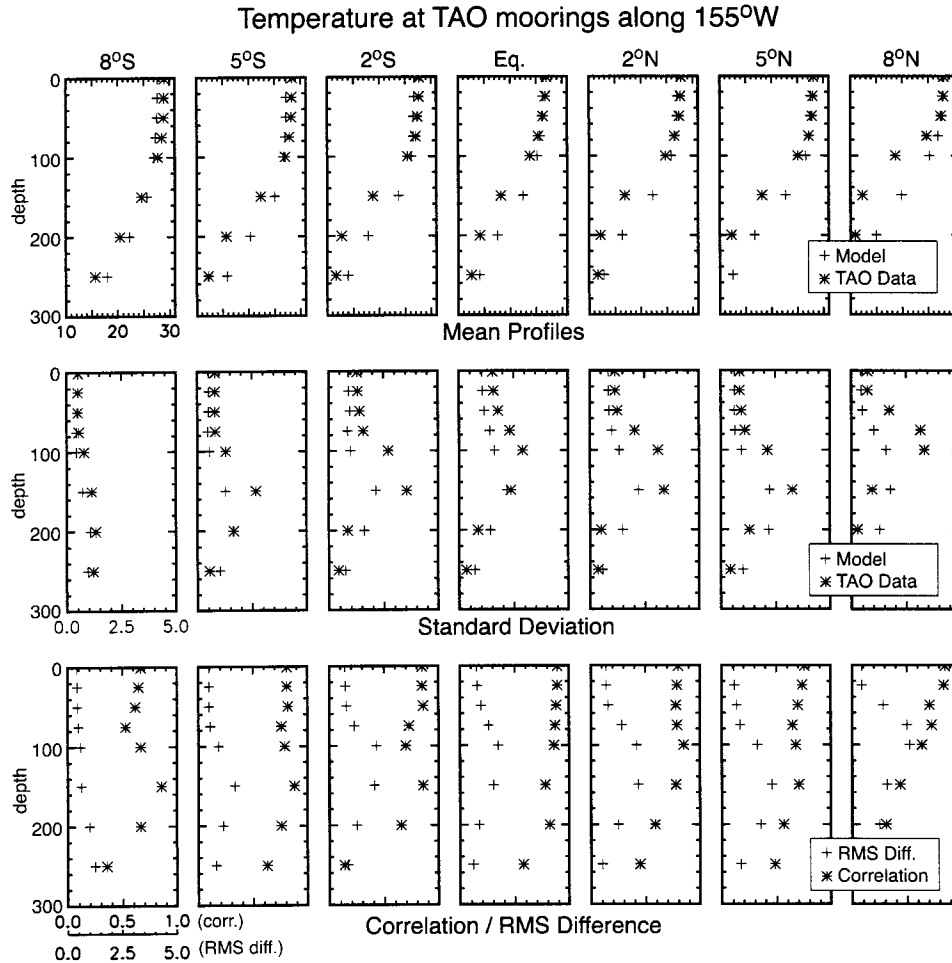 Temperature at TAO moorings along 155°W
8°S 5°S 2°S Eq. 2°N 5°N 8°N
0
100
200
300
depth
10 20 30
+ Model
✳ TAO Data
Mean Profiles
0
100
200
300
depth
0.0 2.5 5.0
+ Model
✳ TAO Data
Standard Deviation
0
100
200
300
depth
+ RMS Diff.
✳ Correlation
0.0 0.5 1.0 (corr.)
Correlation / RMS Difference
0.0 2.5 5.0 (RMS diff.)